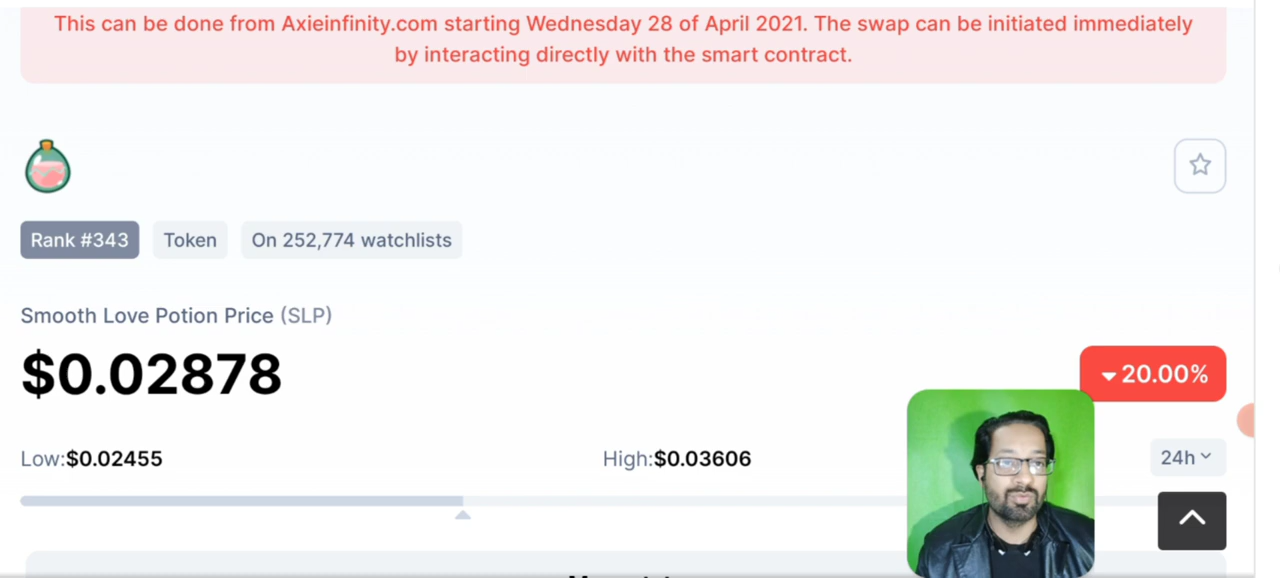 This can be done from Axieinfinity.com starting Wednesday 28 of April 2021. The swap can be initiated immediately
by interacting directly with the smart contract.
Rank #343 Token On 252,774 watchlists
Smooth Love Potion Price (SLP)
$0.02878 20.00%
Low:$0.02455 High:$0.03606 24h